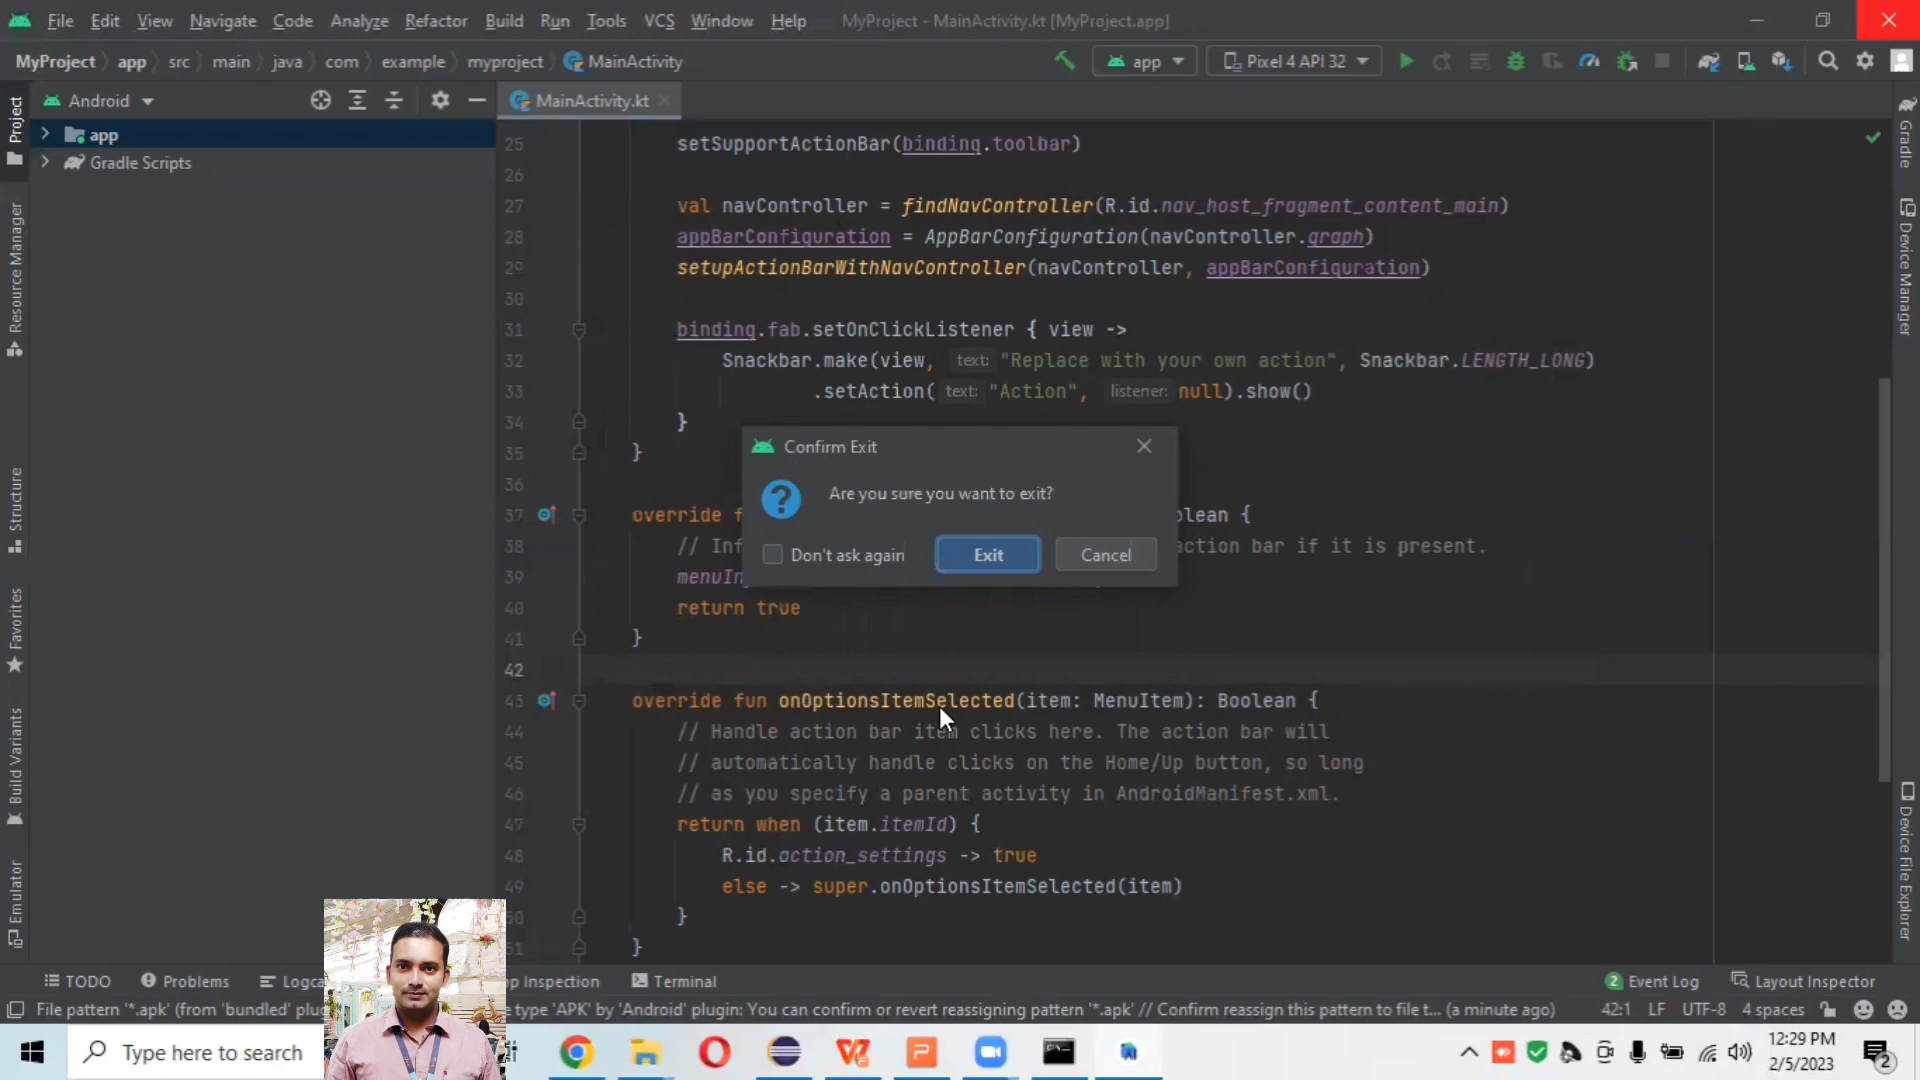 File Edit View Navigate Code Analyze Refactor Build Run Tools VCS Window Help MyProject - MainActivity.kt [MyProject.app]
MyProject app src main java com example myproject MainActivity app Pixel 4 API 32
Android MainActivity.kt
app
Gradle Scripts
Project
Resource Manager
Structure
Favorites
Build Variants
Emulator
25 setSupportActionBar(binding.toolbar)
26
27 val navController = findNavController(R.id.nav_host_fragment_content_main)
28 appBarConfiguration = AppBarConfiguration(navController.graph)
29 setupActionBarWithNavController(navController, appBarConfiguration)
30
31 binding.fab.setOnClickListener { view ->
32 Snackbar.make(view, text: "Replace with your own action", Snackbar.LENGTH_LONG)
33 .setAction( text: "Action", listener: null).show()
34 }
35 }
36
37 override f olean {
38 // Inf action bar if it is present.
39 menuIn
40 return true
41 }
42
43 override fun onOptionsItemSelected(item: MenuItem): Boolean {
44 // Handle action bar item clicks here. The action bar will
45 // automatically handle clicks on the Home/Up button, so long
46 // as you specify a parent activity in AndroidManifest.xml.
47 return when (item.itemId) {
48 R.id.action_settings -> true
49 else -> super.onOptionsItemSelected(item)
50 }
51 }
Confirm Exit
Are you sure you want to exit?
Don't ask again Exit Cancel
Gradle
Device Manager
Device File Explorer
TODO Problems Logca pp Inspection Terminal 2 Event Log Layout Inspector
File pattern '*.apk' (from 'bundled' plug e type 'APK' by 'Android' plugin: You can confirm or revert reassigning pattern '*.apk' // Confirm reassign this pattern to file t... (a minute ago) 42:1 LF UTF-8 4 spaces
Type here to search
12:29 PM
2/5/2023
2